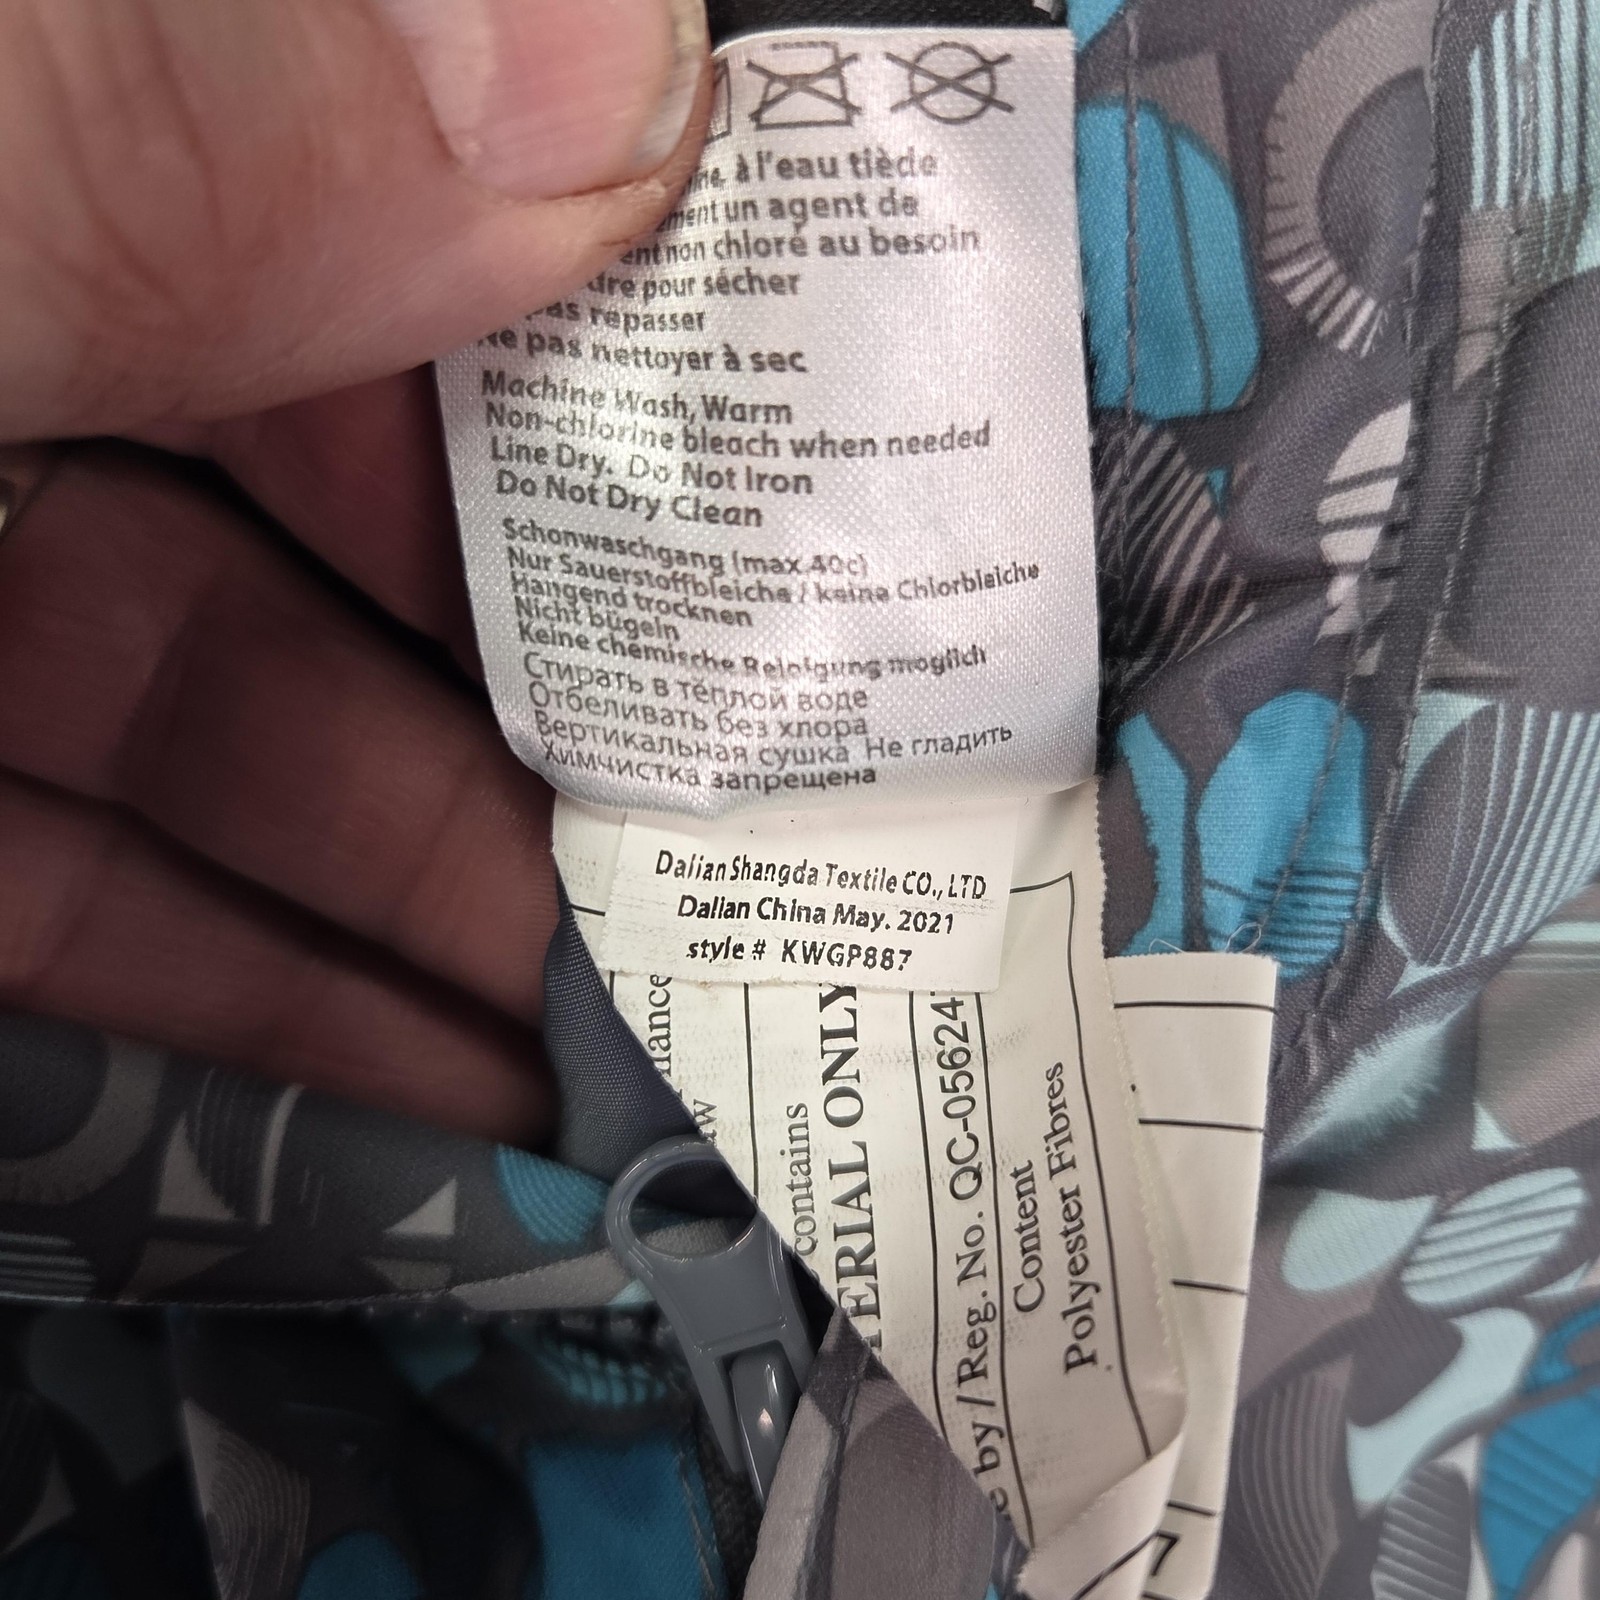 à l'eau tiède
un agent de
non chloré au besoin
pour sécher
pas repasser
Ne pas nettoyer à sec
Machine Wash, Warm
Non-chlorine bleach when needed
Line Dry. Do Not Iron
Do Not Dry Clean
Schonwaschgang (max.40c)
Nur Sauerstoffbleiche / keine Chlorbleiche
Hangend trocknen
Nicht bügeln
Keine chemische Reinigung moglich
Стирать в тёплой воде
Отбеливать без хлора
Вертикальная сушка Не гладить
Химчистка запрещена
Dalian Shangda Textile CO., LTD
Dalian China May. 2021
style # KWGP887
contains
ONLY
by / Reg. No. QC-05624
Content
Polyester Fibres